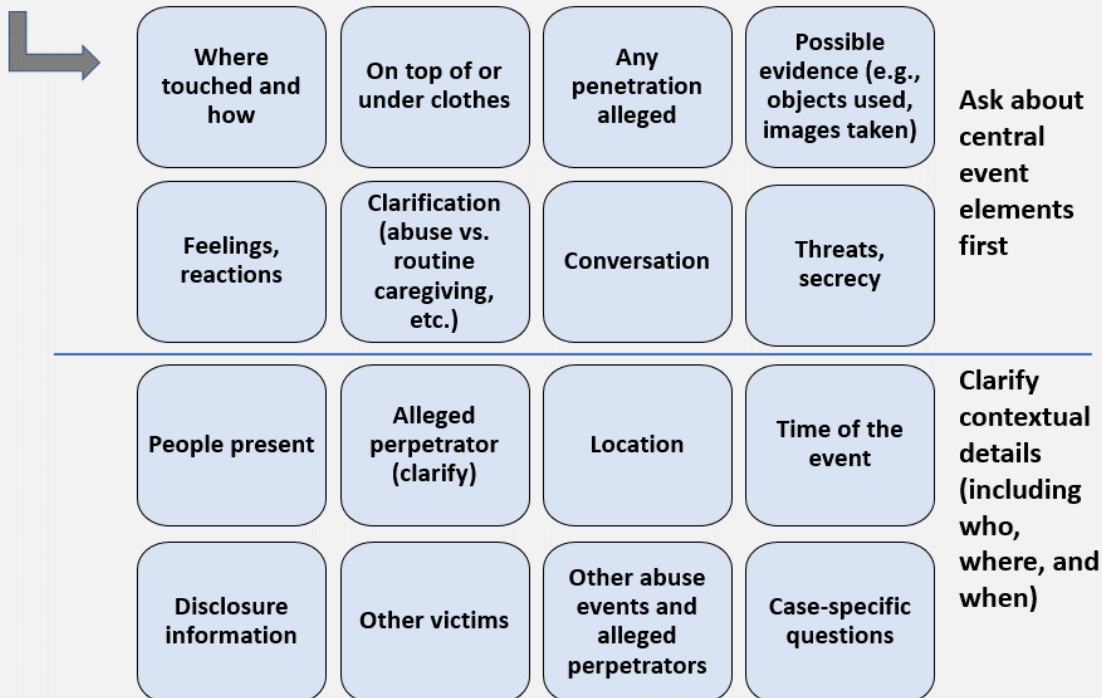 Where
touched and
how
On top of or
under clothes
Any
penetration
alleged
Possible
evidence (e.g.,
objects used,
images taken)
Ask about
central
event
elements
first
Feelings,
reactions
Clarification
(abuse vs.
routine
caregiving,
etc.)
Conversation
Threats,
secrecy
People present
Alleged
perpetrator
(clarify)
Location
Time of the
event
Clarify
contextual
details
(including
who,
where, and
when)
Disclosure
information
Other victims
Other abuse
events and
alleged
perpetrators
Case-specific
questions